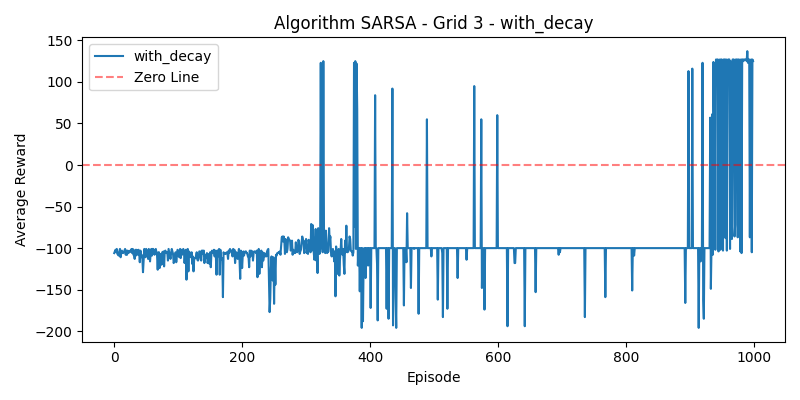 Algorithm SARSA - Grid 3 - with_decay
with_decay
Zero Line
150
100
50
0
−50
−100
−150
−200
Average Reward
0
200
400
600
800
1000
Episode